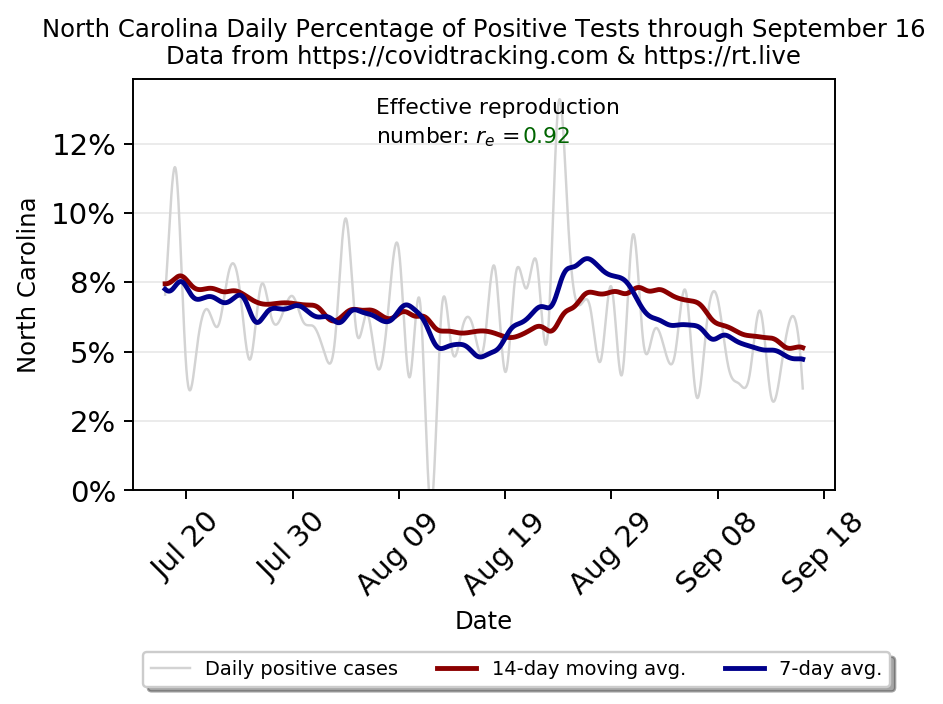 North Carolina Daily Percentage of Positive Tests through September 16
Data from https://covidtracking.com & https://rt.live
Effective reproduction
number: rₑ = 0.92
12%
10%
8%
5%
2%
0%
North Carolina
Jul 20
Jul 30
Aug 09
Aug 19
Aug 29
Sep 08
Sep 18
Date
Daily positive cases
14-day moving avg.
7-day avg.